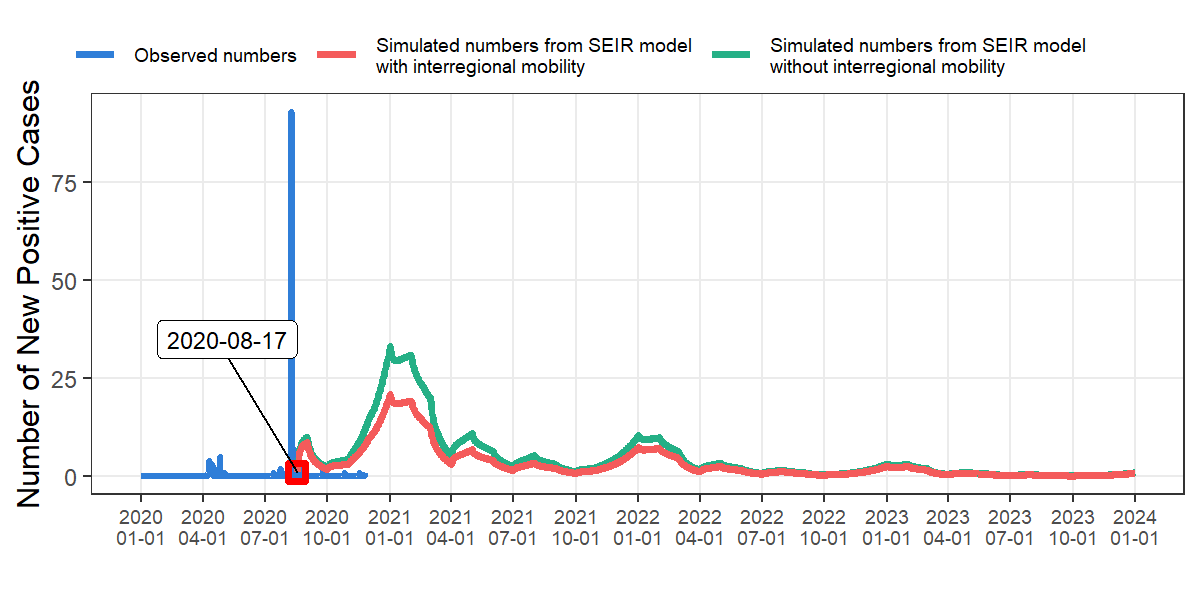 Observed numbers
Simulated numbers from SEIR model
with interregional mobility
Simulated numbers from SEIR model
without interregional mobility
Number of New Positive Cases
75
50
25
0
2020-08-17
2020 2020 2020 2020 2021 2021 2021 2021 2022 2022 2022 2022 2023 2023 2023 2023 2024
01-01 04-01 07-01 10-01 01-01 04-01 07-01 10-01 01-01 04-01 07-01 10-01 01-01 04-01 07-01 10-01 01-01